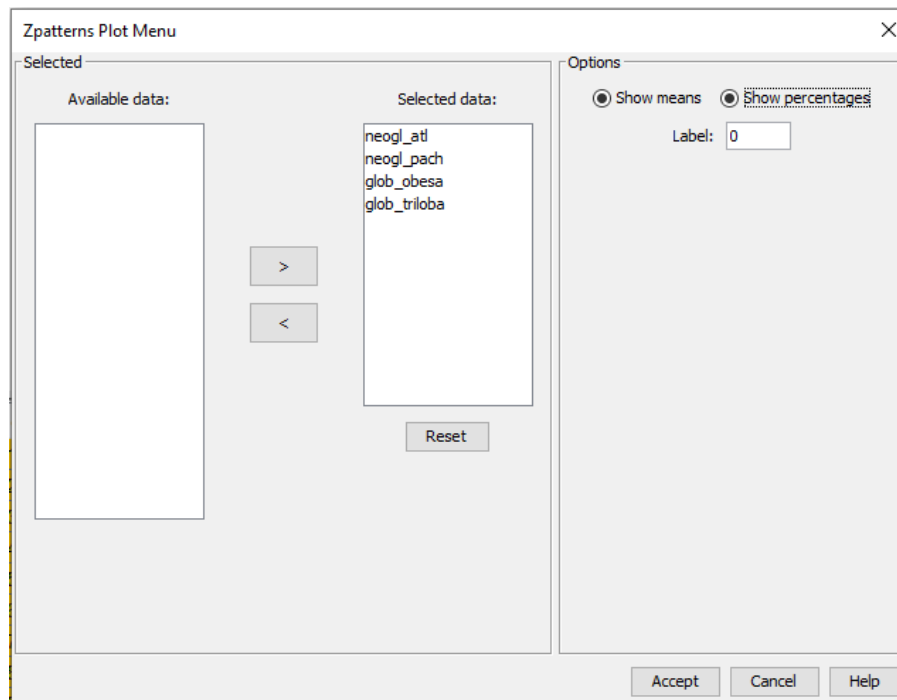 Zpatterns Plot Menu
Selected
Available data:
Selected data:
neogl_atl
neogl_pach
glob_obesa
glob_triloba
>
<
Reset
Options
Show means Show percentages
Label: 0
Accept Cancel Help